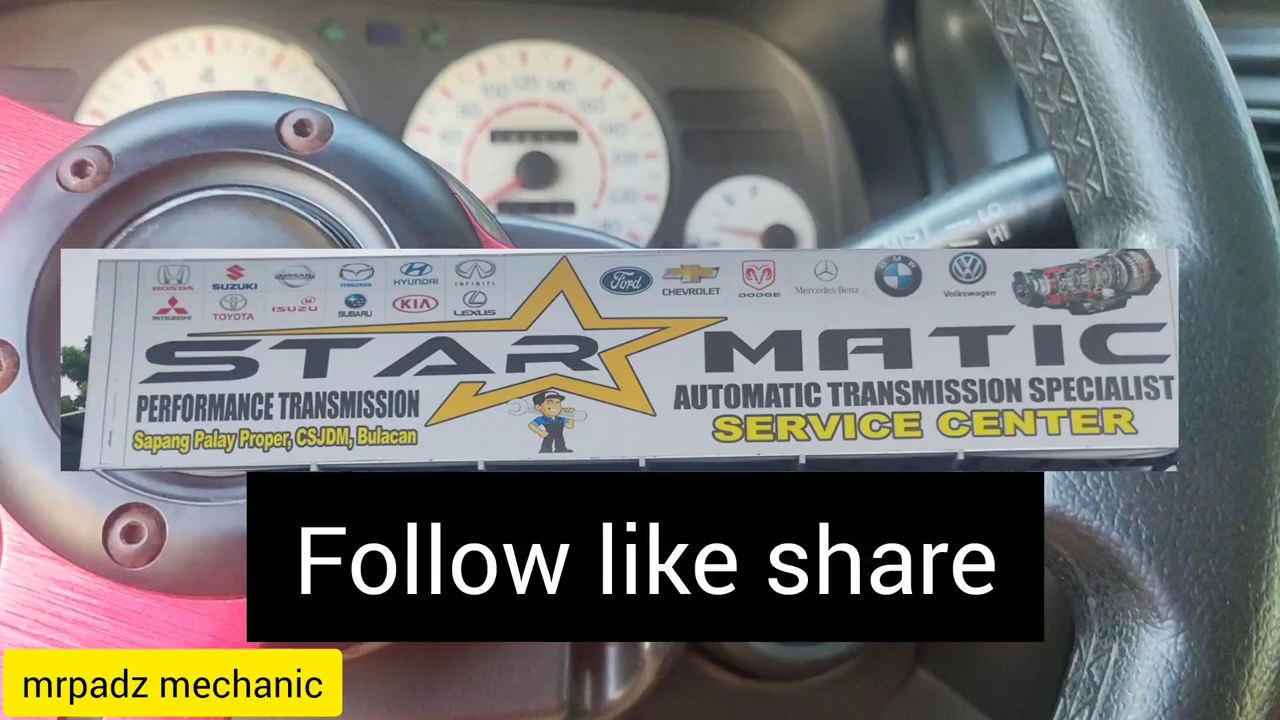 HONDA
SUZUKI
NISSAN
mazda
HYUNDAI
INFINITI
MITSUBISHI
TOYOTA
ISUZU
SUBARU
KIA
LEXUS
Ford
CHEVROLET
DODGE
Mercedes-Benz
BMW
Volkswagen
STAR MATIC
PERFORMANCE TRANSMISSION
Sapang Palay Proper, CSJDM, Bulacan
AUTOMATIC TRANSMISSION SPECIALIST
SERVICE CENTER
MIST
LO
HI
Follow like share
mrpadz mechanic